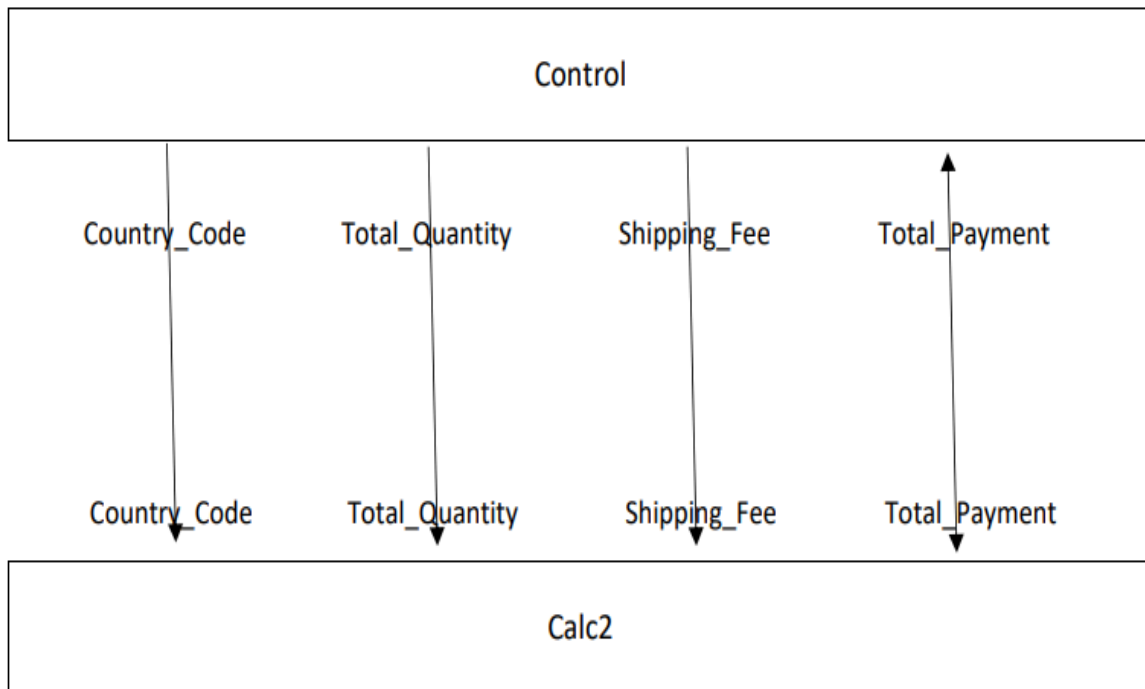 Control
Country_Code Total_Quantity Shipping_Fee Total_Payment
Country_Code Total_Quantity Shipping_Fee Total_Payment
Calc2